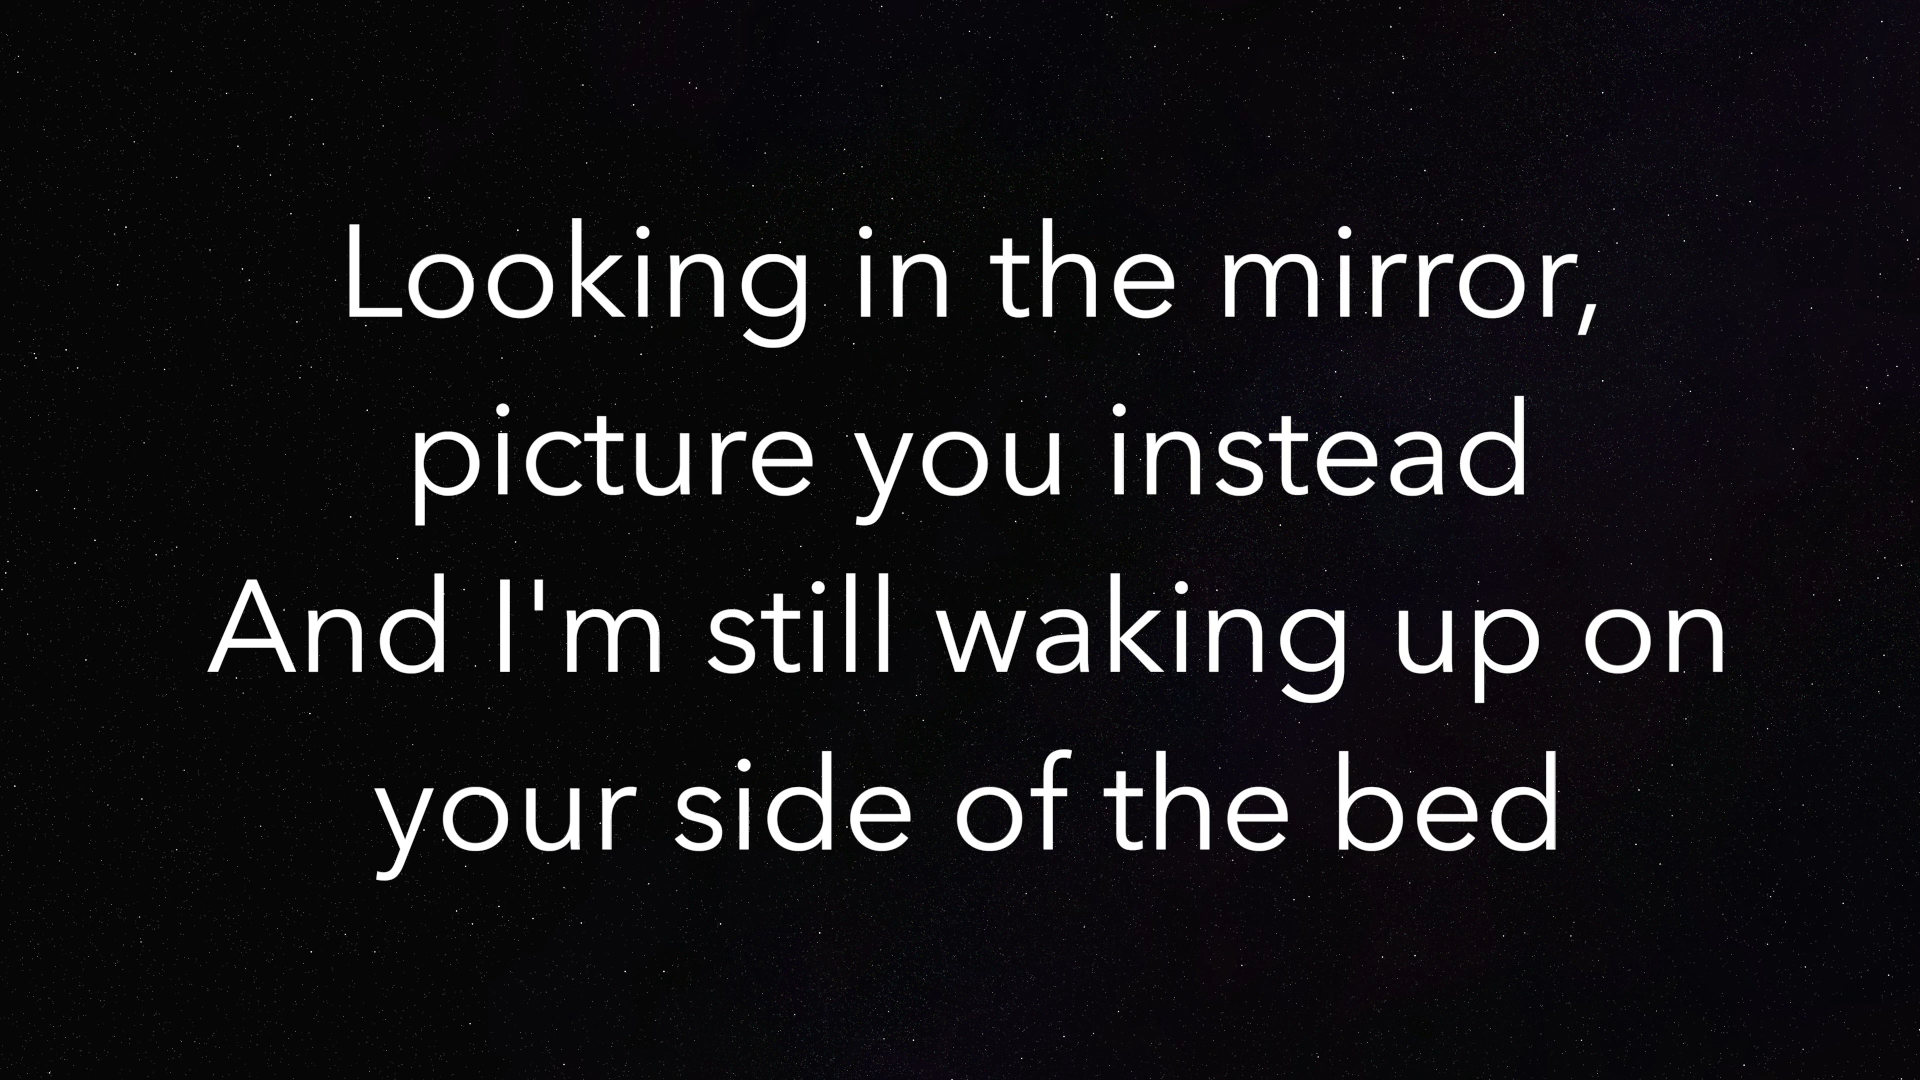 Looking in the mirror,
picture you instead
And I'm still waking up on
your side of the bed